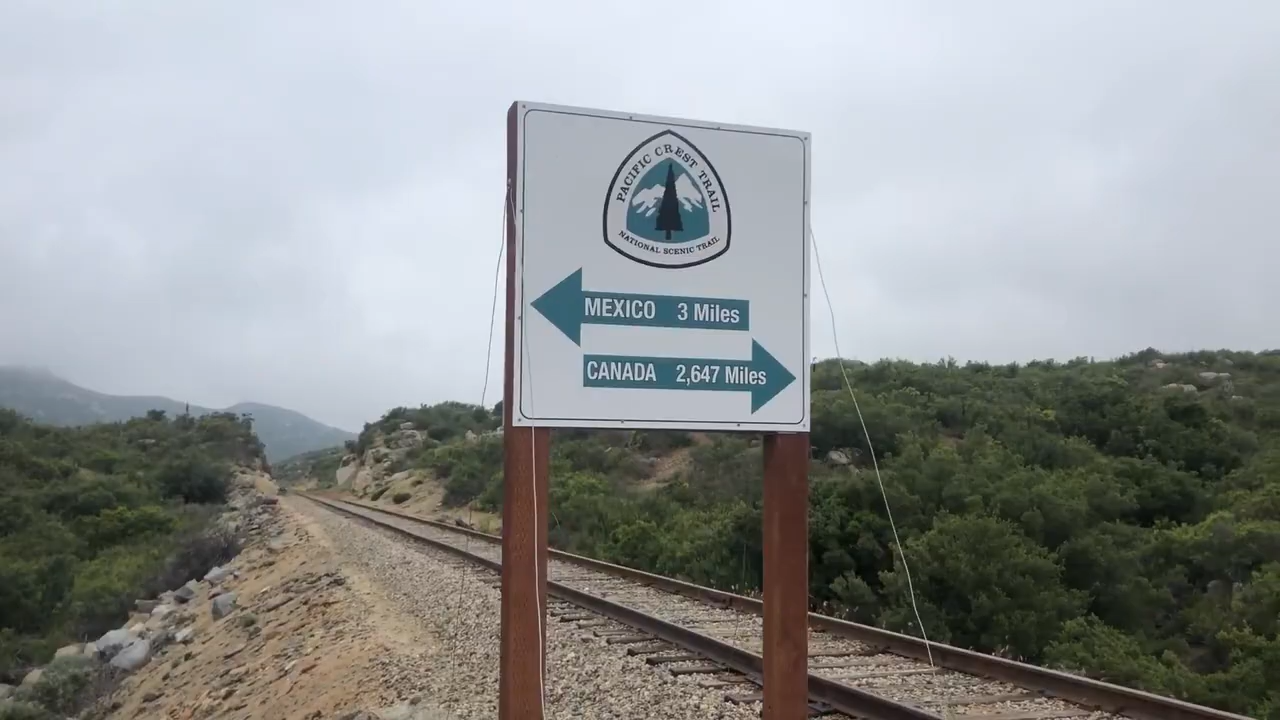 PACIFIC CREST TRAIL
NATIONAL SCENIC TRAIL
MEXICO 3 Miles
CANADA 2,647 Miles